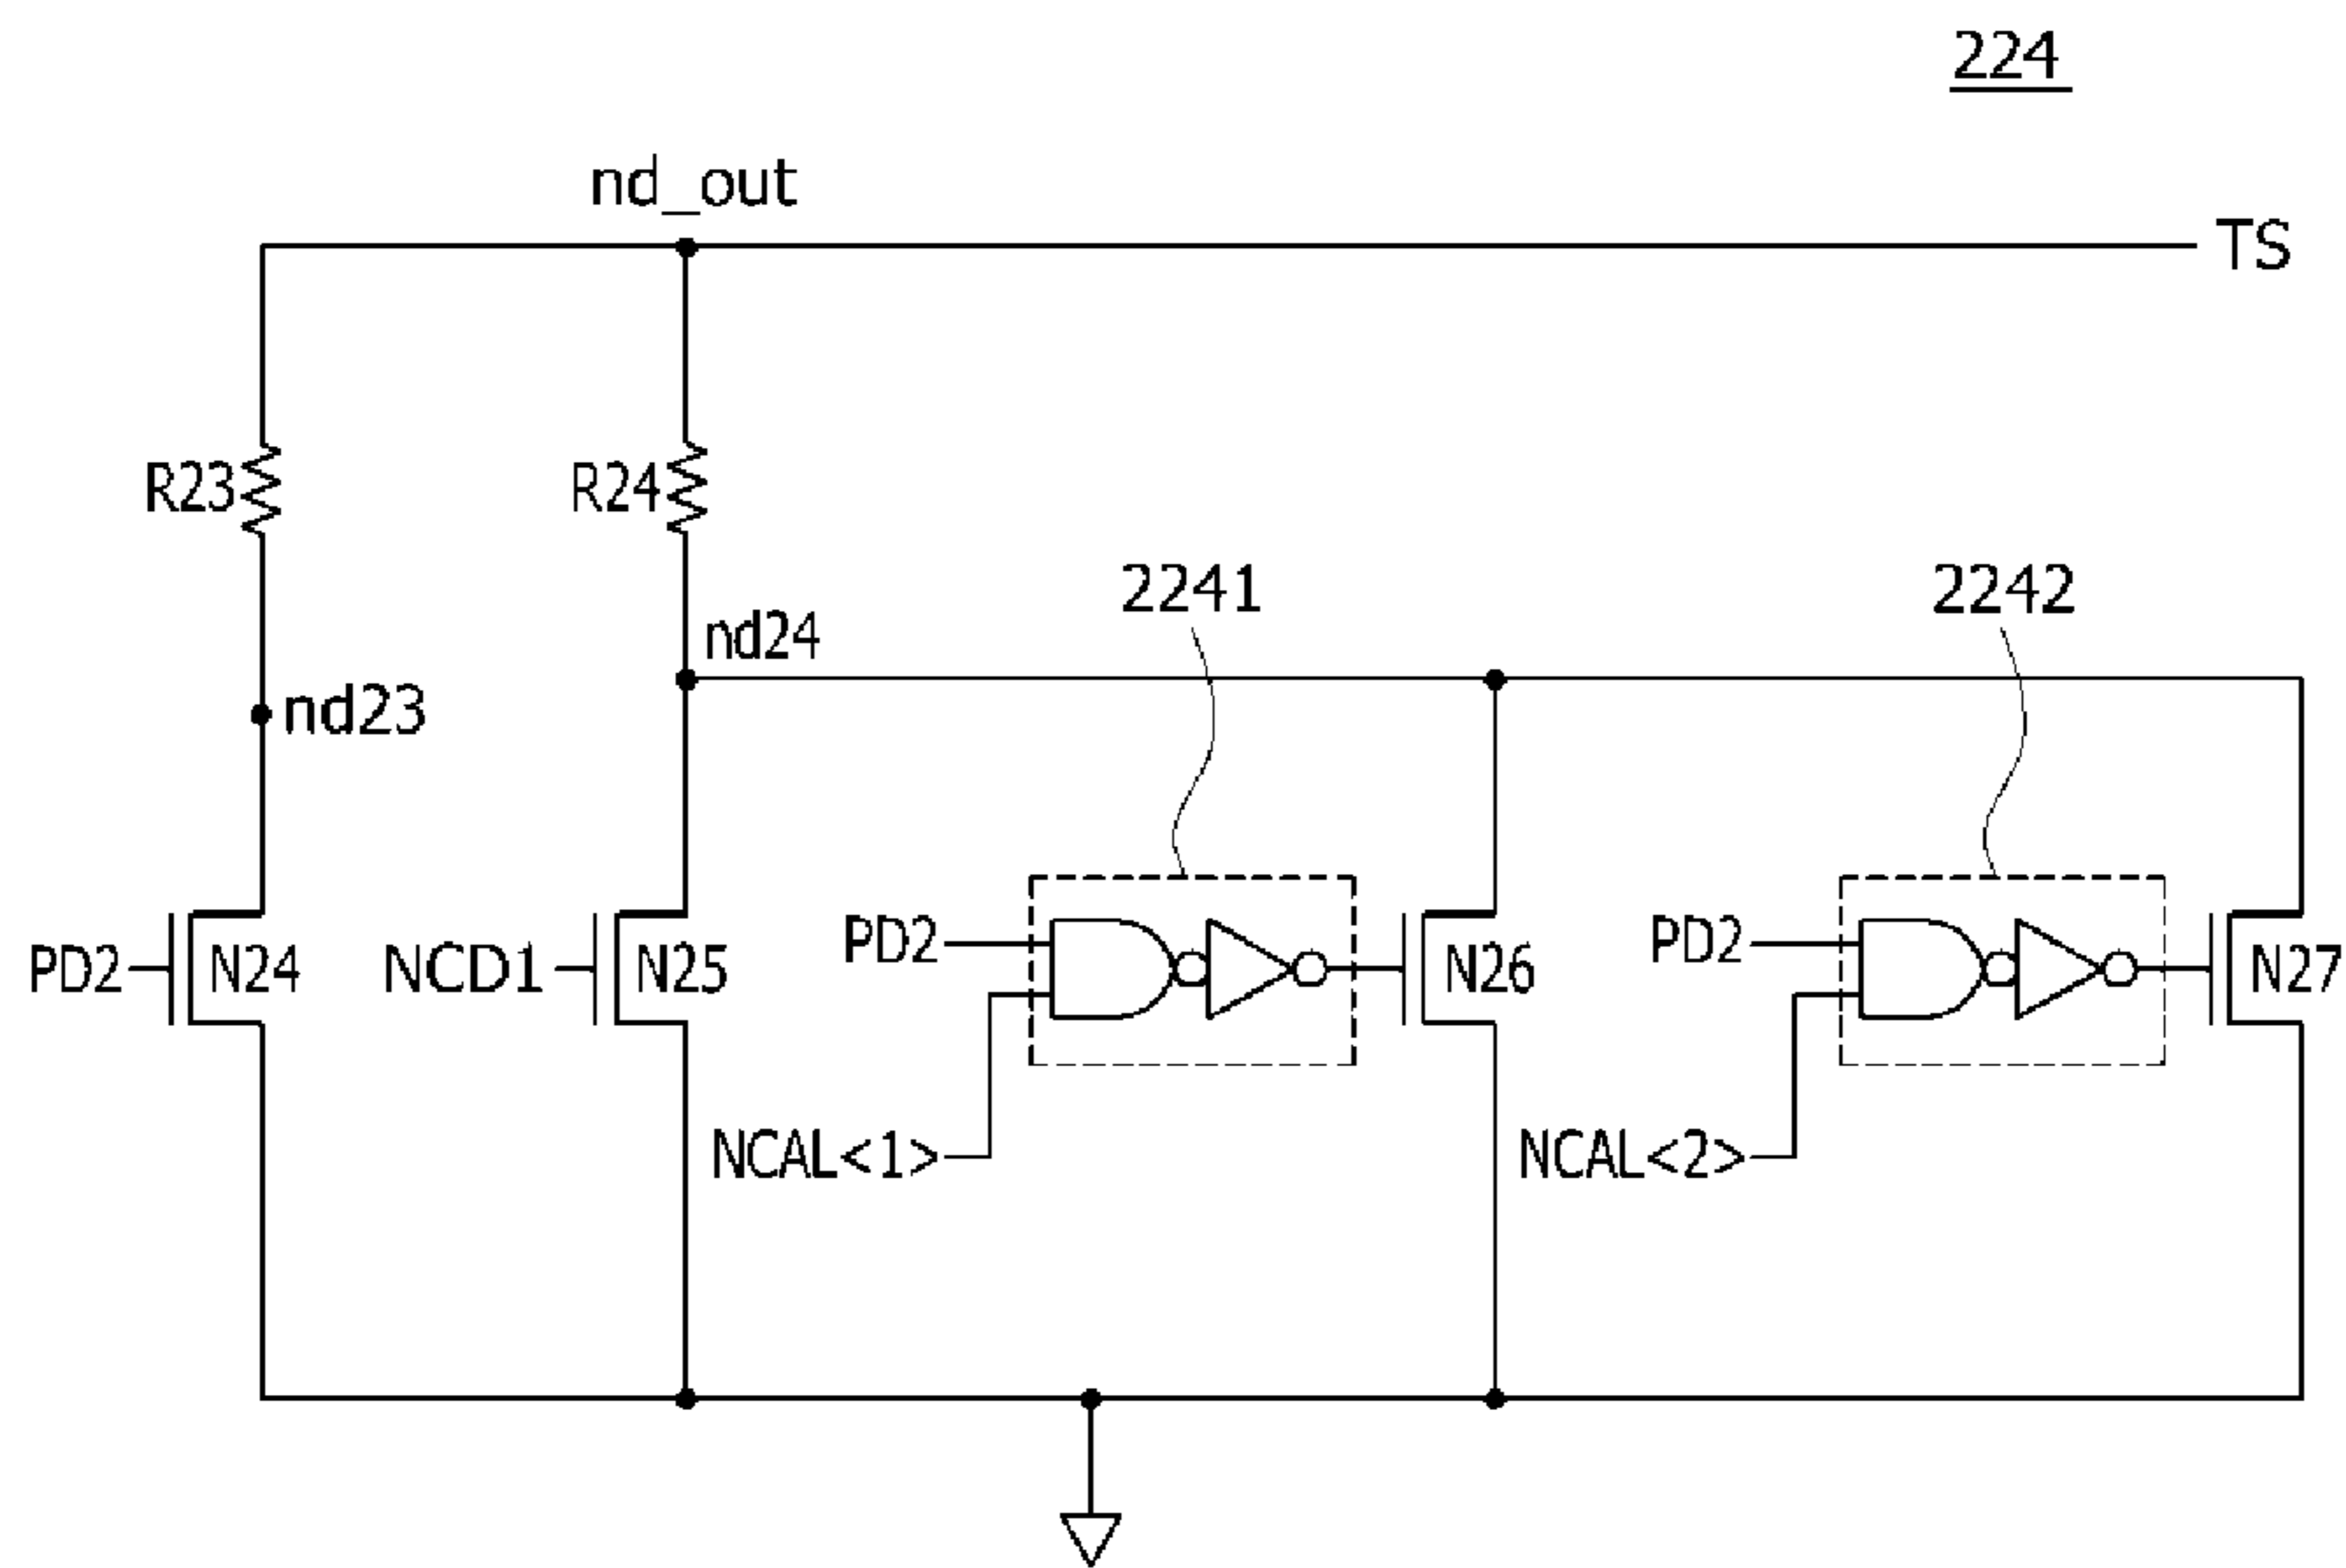 224
nd_out
TS
R23
R24
2241
2242
nd24
nd23
PD2
N24
NCD1
N25
PD2
N26
PD2
N27
NCAL<1>
NCAL<2>